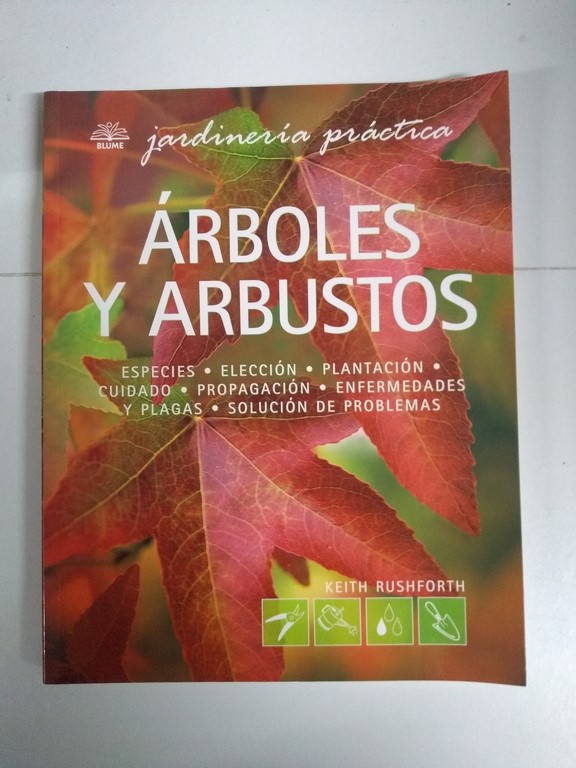 BLUME
jardinería práctica
ÁRBOLES
Y ARBUSTOS
ESPECIES • ELECCIÓN • PLANTACIÓN •
CUIDADO • PROPAGACIÓN • ENFERMEDADES
Y PLAGAS • SOLUCIÓN DE PROBLEMAS
KEITH RUSHFORTH